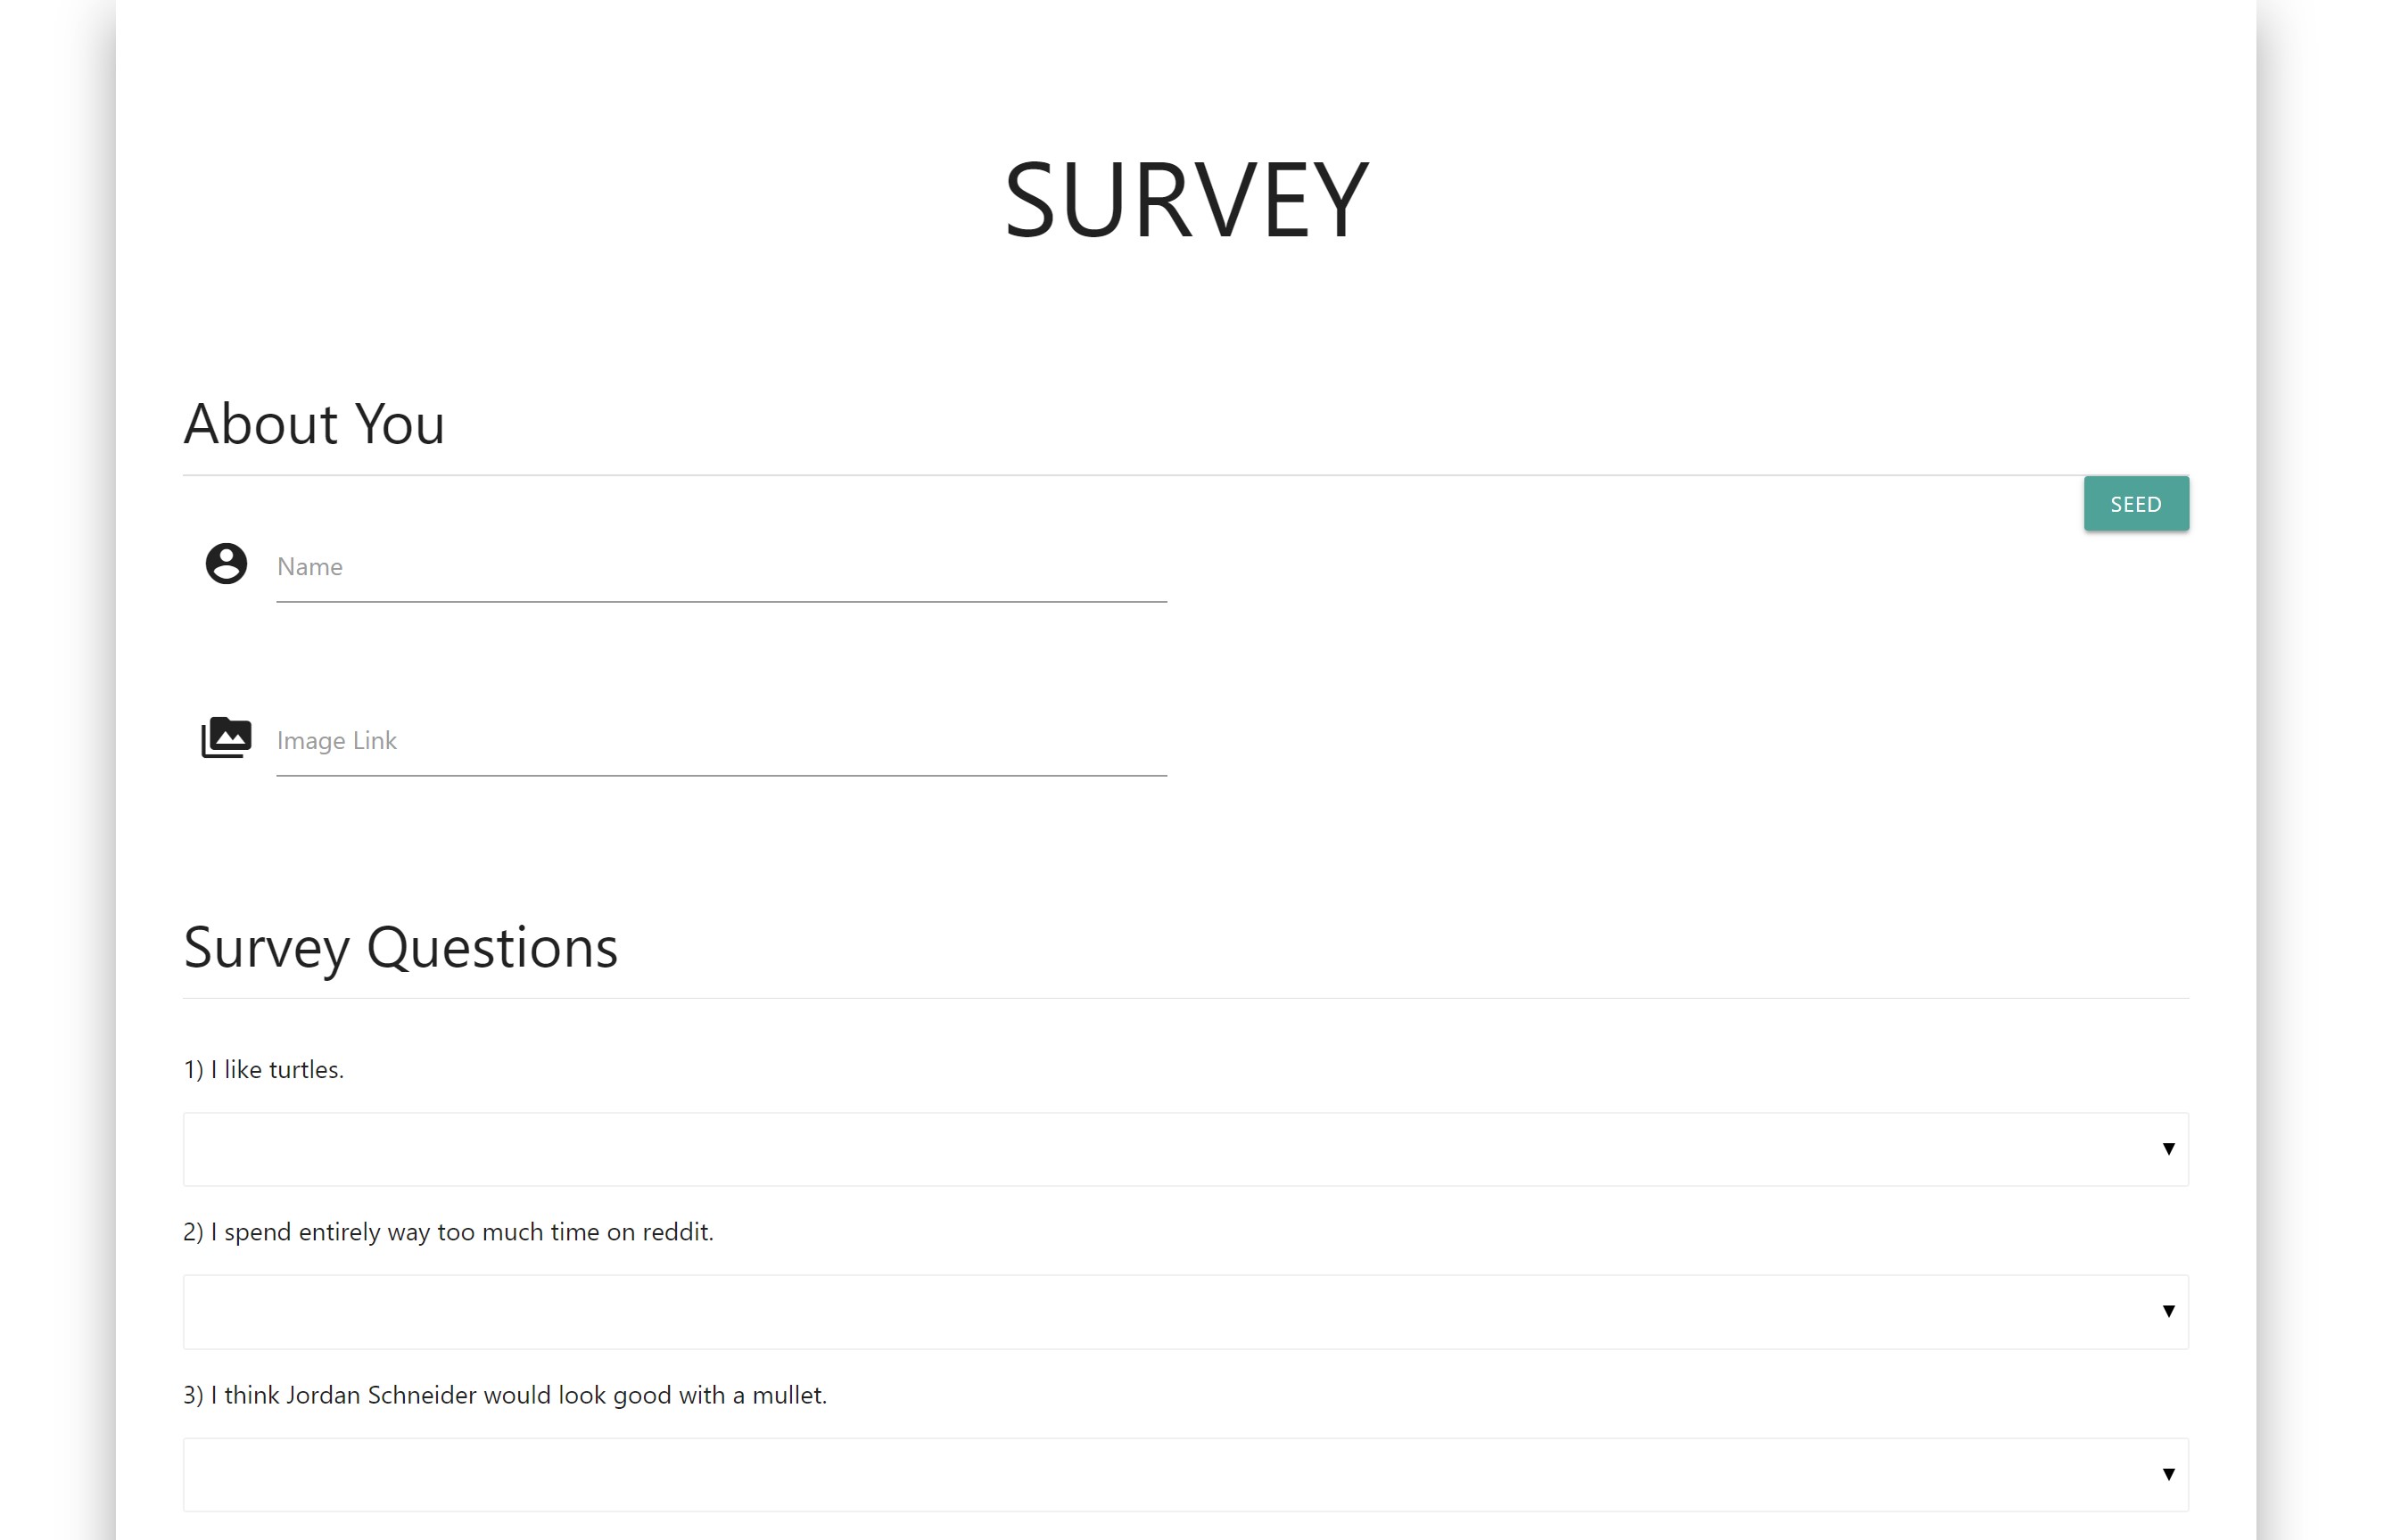 SURVEY
About You
SEED
Name
Image Link
Survey Questions
1) I like turtles.
2) I spend entirely way too much time on reddit.
3) I think Jordan Schneider would look good with a mullet.